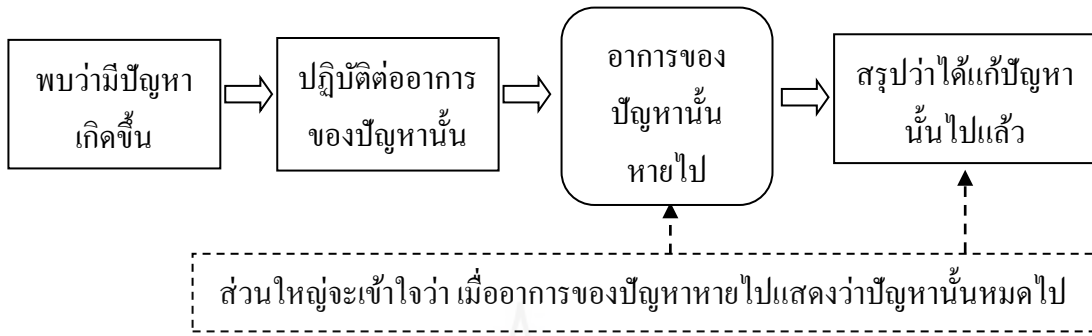 พบว่ามีปัญหา
เกิดขึ้น
ปฏิบัติต่ออาการ
ของปัญหานั้น
อาการของ
ปัญหานั้น
หายไป
สรุปว่าได้แก้ปัญหา
นั้นไปแล้ว
ส่วนใหญ่จะเข้าใจว่า เมื่ออาการของปัญหาหายไปแสดงว่าปัญหานั้นหมดไป